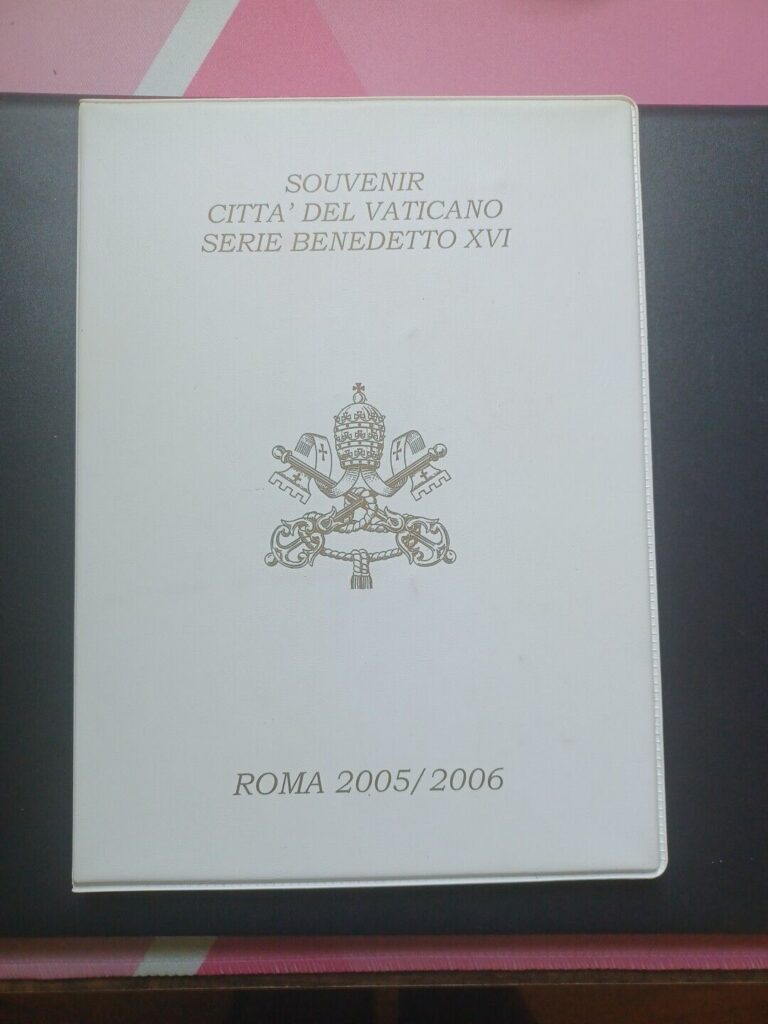 SOUVENIR
CITTA' DEL VATICANO
SERIE BENEDETTO XVI
ROMA 2005/2006